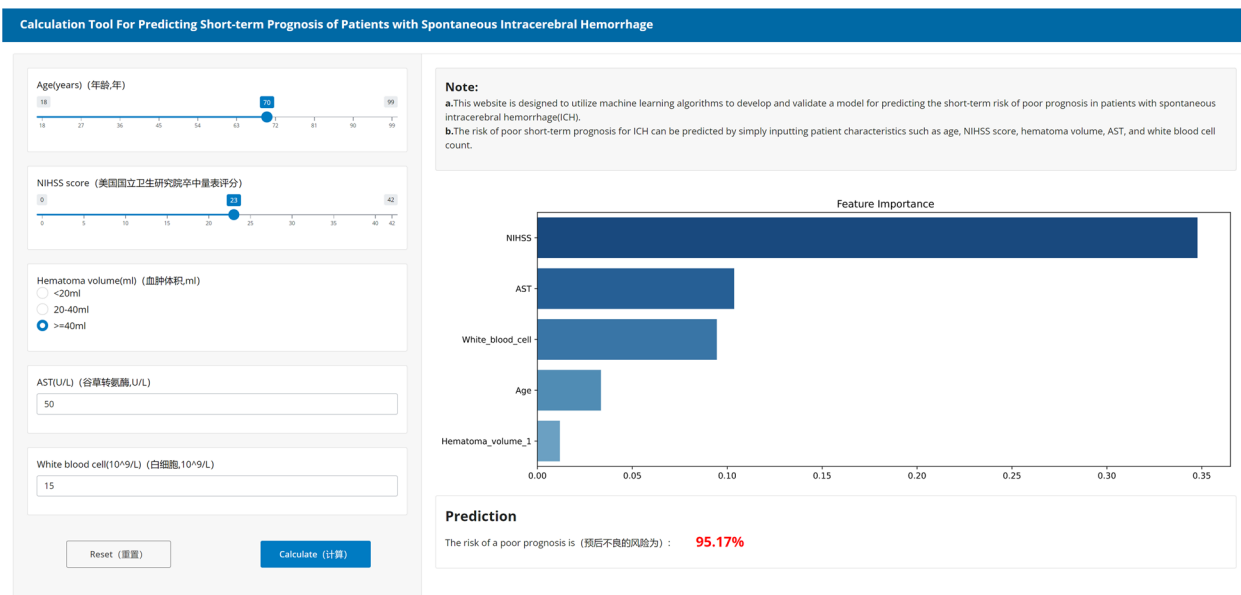 Calculation Tool For Predicting Short-term Prognosis of Patients with Spontaneous Intracerebral Hemorrhage
Age(years)（年龄,年）
18 70 99
18 27 36 45 54 63 72 81 90 99
NIHSS score（美国国立卫生研究院卒中量表评分）
0 23 42
0 5 10 15 20 25 30 35 40 42
Hematoma volume(ml)（血肿体积,ml）
<20ml
20-40ml
>=40ml
AST(U/L)（谷草转氨酶,U/L）
50
White blood cell(10^9/L)（白细胞,10^9/L）
15
Reset（重置）
Calculate（计算）
Note:
a.This website is designed to utilize machine learning algorithms to develop and validate a model for predicting the short-term risk of poor prognosis in patients with spontaneous
intracerebral hemorrhage(ICH).
b.The risk of poor short-term prognosis for ICH can be predicted by simply inputting patient characteristics such as age, NIHSS score, hematoma volume, AST, and white blood cell
count.
Feature Importance
NIHSS
AST
White_blood_cell
Age
Hematoma_volume_1
0.00 0.05 0.10 0.15 0.20 0.25 0.30 0.35
Prediction
The risk of a poor prognosis is（预后不良的风险为）: 95.17%